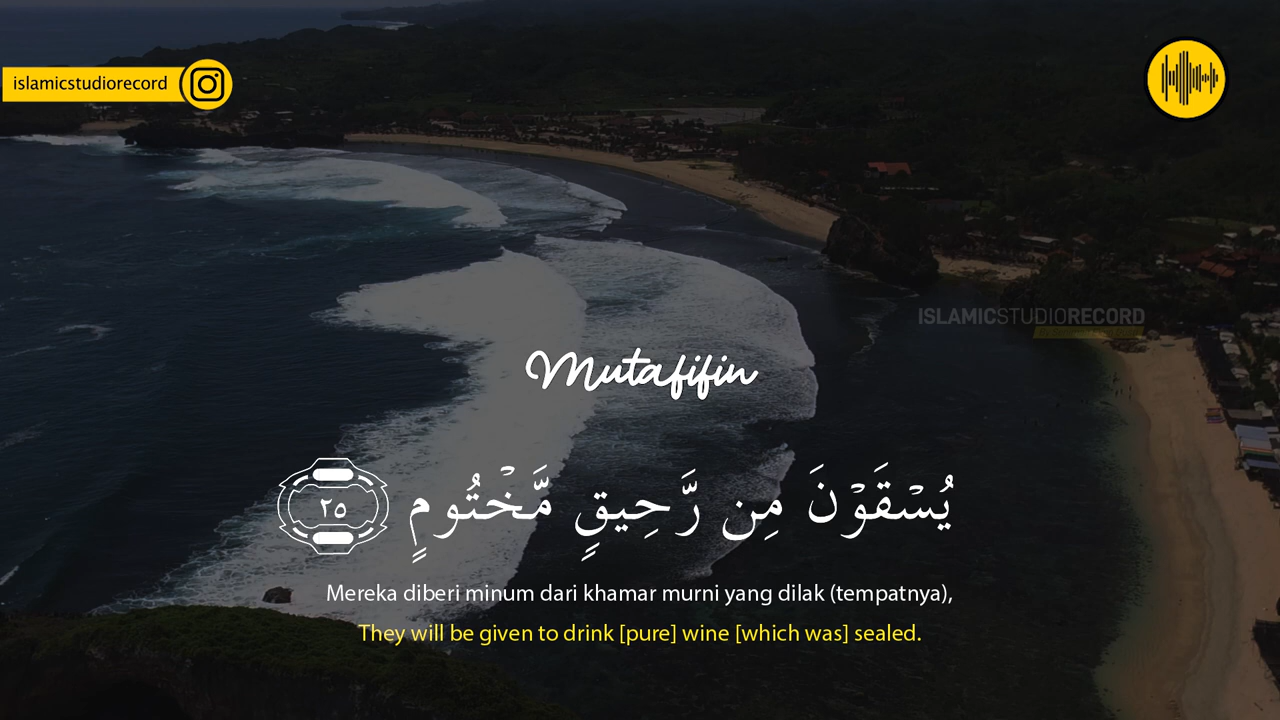 islamicstudiorecord
ISLAMICSTUDIORECORD
Mutafifin
يُسْقَوْنَ مِن رَّحِيقٍ مَّخْتُومٍ ٢٥
Mereka diberi minum dari khamar murni yang dilak (tempatnya),
They will be given to drink [pure] wine [which was] sealed.